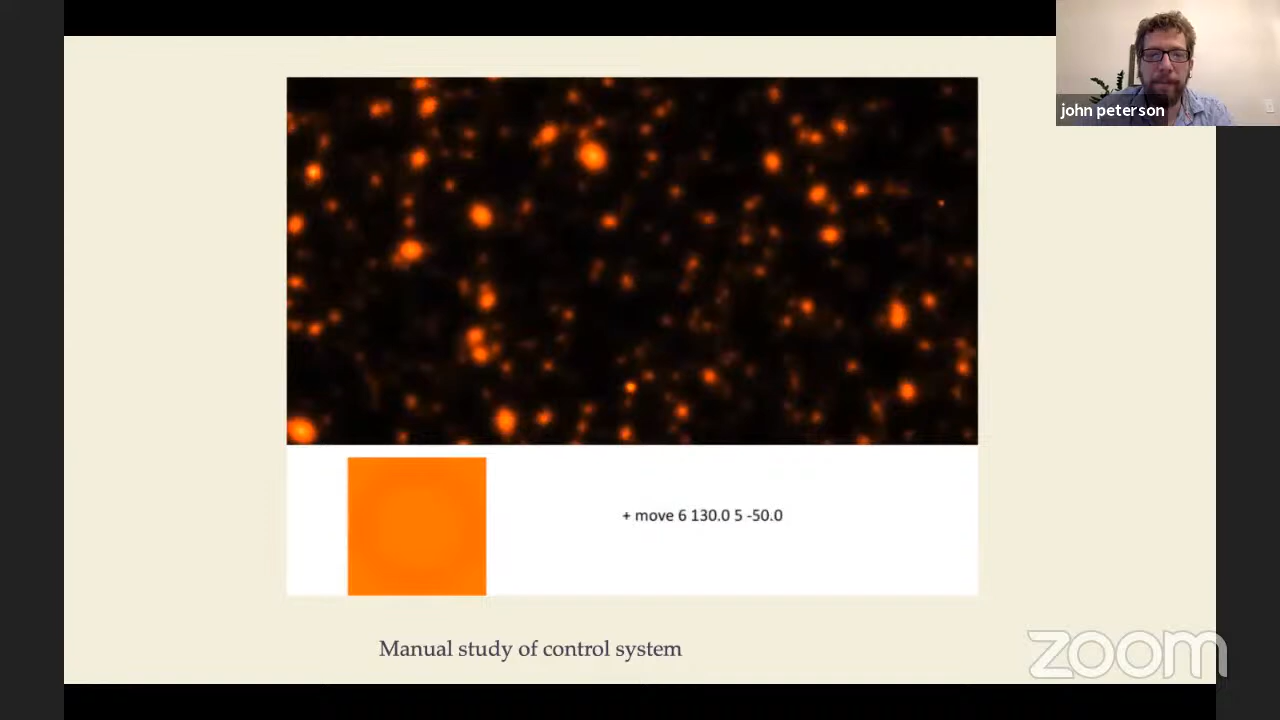 john peterson
+ move 6 130.0 5 -50.0
Manual study of control system
zoom